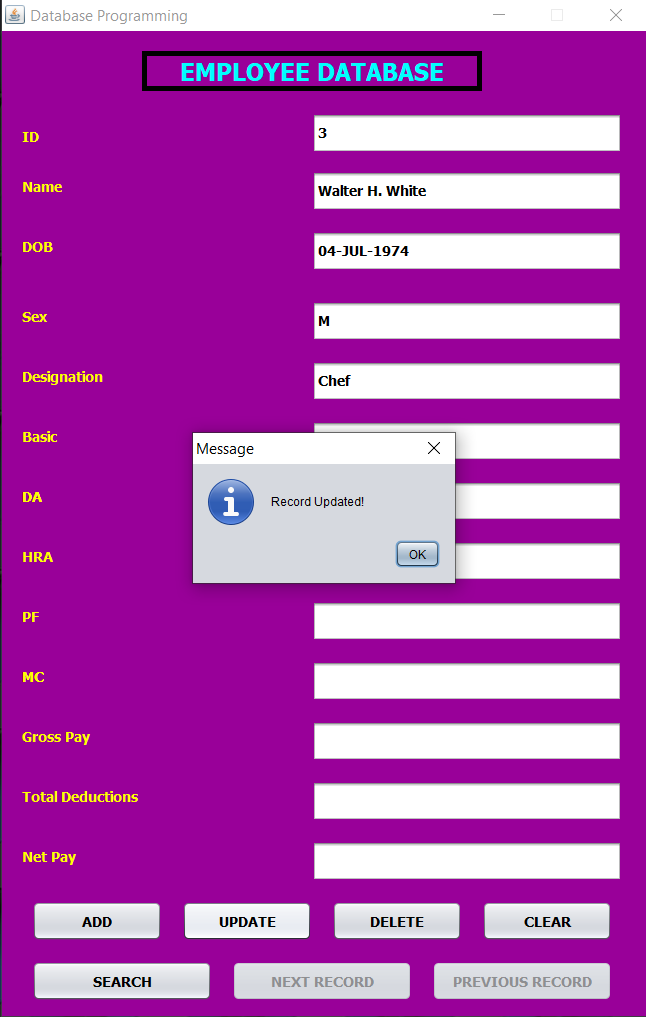 Database Programming
EMPLOYEE DATABASE
ID 3
Name Walter H. White
DOB 04-JUL-1974
Sex M
Designation Chef
Basic
Message
DA
Record Updated!
HRA
OK
PF
MC
Gross Pay
Total Deductions
Net Pay
ADD UPDATE DELETE CLEAR
SEARCH NEXT RECORD PREVIOUS RECORD